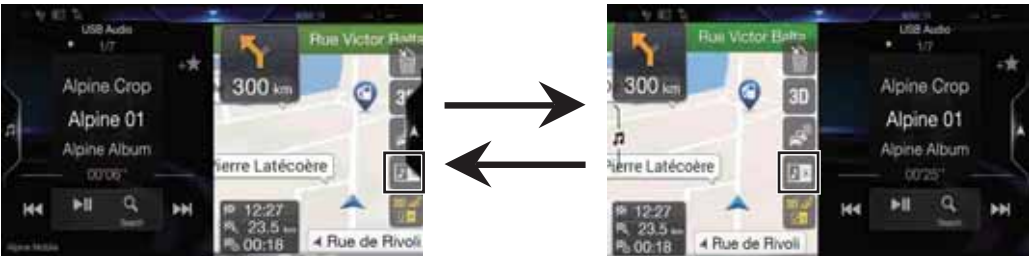 USB Audio
1/7
Alpine Crop
Alpine 01
Alpine Album
00'06"
Search
Alpine Mobile
Rue Victor Balta
300 km
3
Pierre Latécoère
12:27
23.5 km
00:18
Rue de Rivoli
Rue Victor Balta
300 km
3D
Pierre Latécoère
12:27
23.5 km
00:18
Rue de Rivoli
USB Audio
1/7
Alpine Crop
Alpine 01
Alpine Album
00'25"
Search